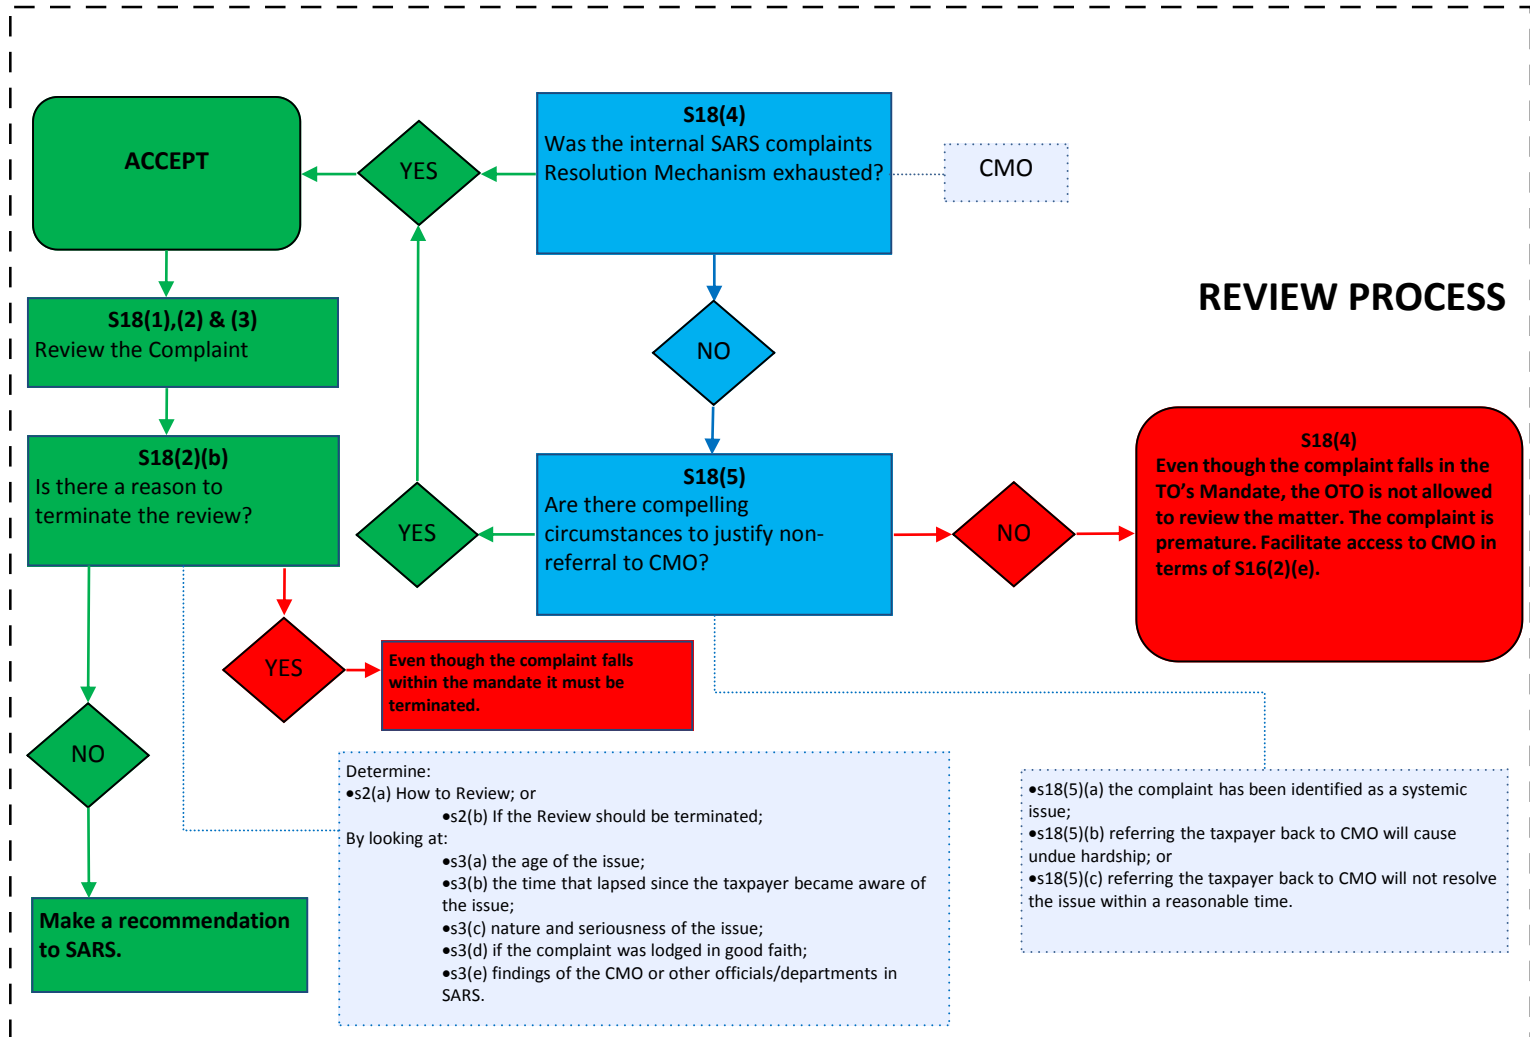 S18(4)
Was the internal SARS complaints
Resolution Mechanism exhausted?
CMO
YES
ACCEPT
REVIEW PROCESS
S18(1),(2) & (3)
Review the Complaint
NO
S18(2)(b)
Is there a reason to
terminate the review?
YES
S18(5)
Are there compelling
circumstances to justify non-
referral to CMO?
NO
S18(4)
Even though the complaint falls in the
TO’s Mandate, the OTO is not allowed
to review the matter. The complaint is
premature. Facilitate access to CMO in
terms of S16(2)(e).
YES
Even though the complaint falls
within the mandate it must be
terminated.
NO
Make a recommendation
to SARS.
Determine:
•s2(a) How to Review; or
•s2(b) If the Review should be terminated;
By looking at:
•s3(a) the age of the issue;
•s3(b) the time that lapsed since the taxpayer became aware of
the issue;
•s3(c) nature and seriousness of the issue;
•s3(d) if the complaint was lodged in good faith;
•s3(e) findings of the CMO or other officials/departments in
SARS.
•s18(5)(a) the complaint has been identified as a systemic
issue;
•s18(5)(b) referring the taxpayer back to CMO will cause
undue hardship; or
•s18(5)(c) referring the taxpayer back to CMO will not resolve
the issue within a reasonable time.